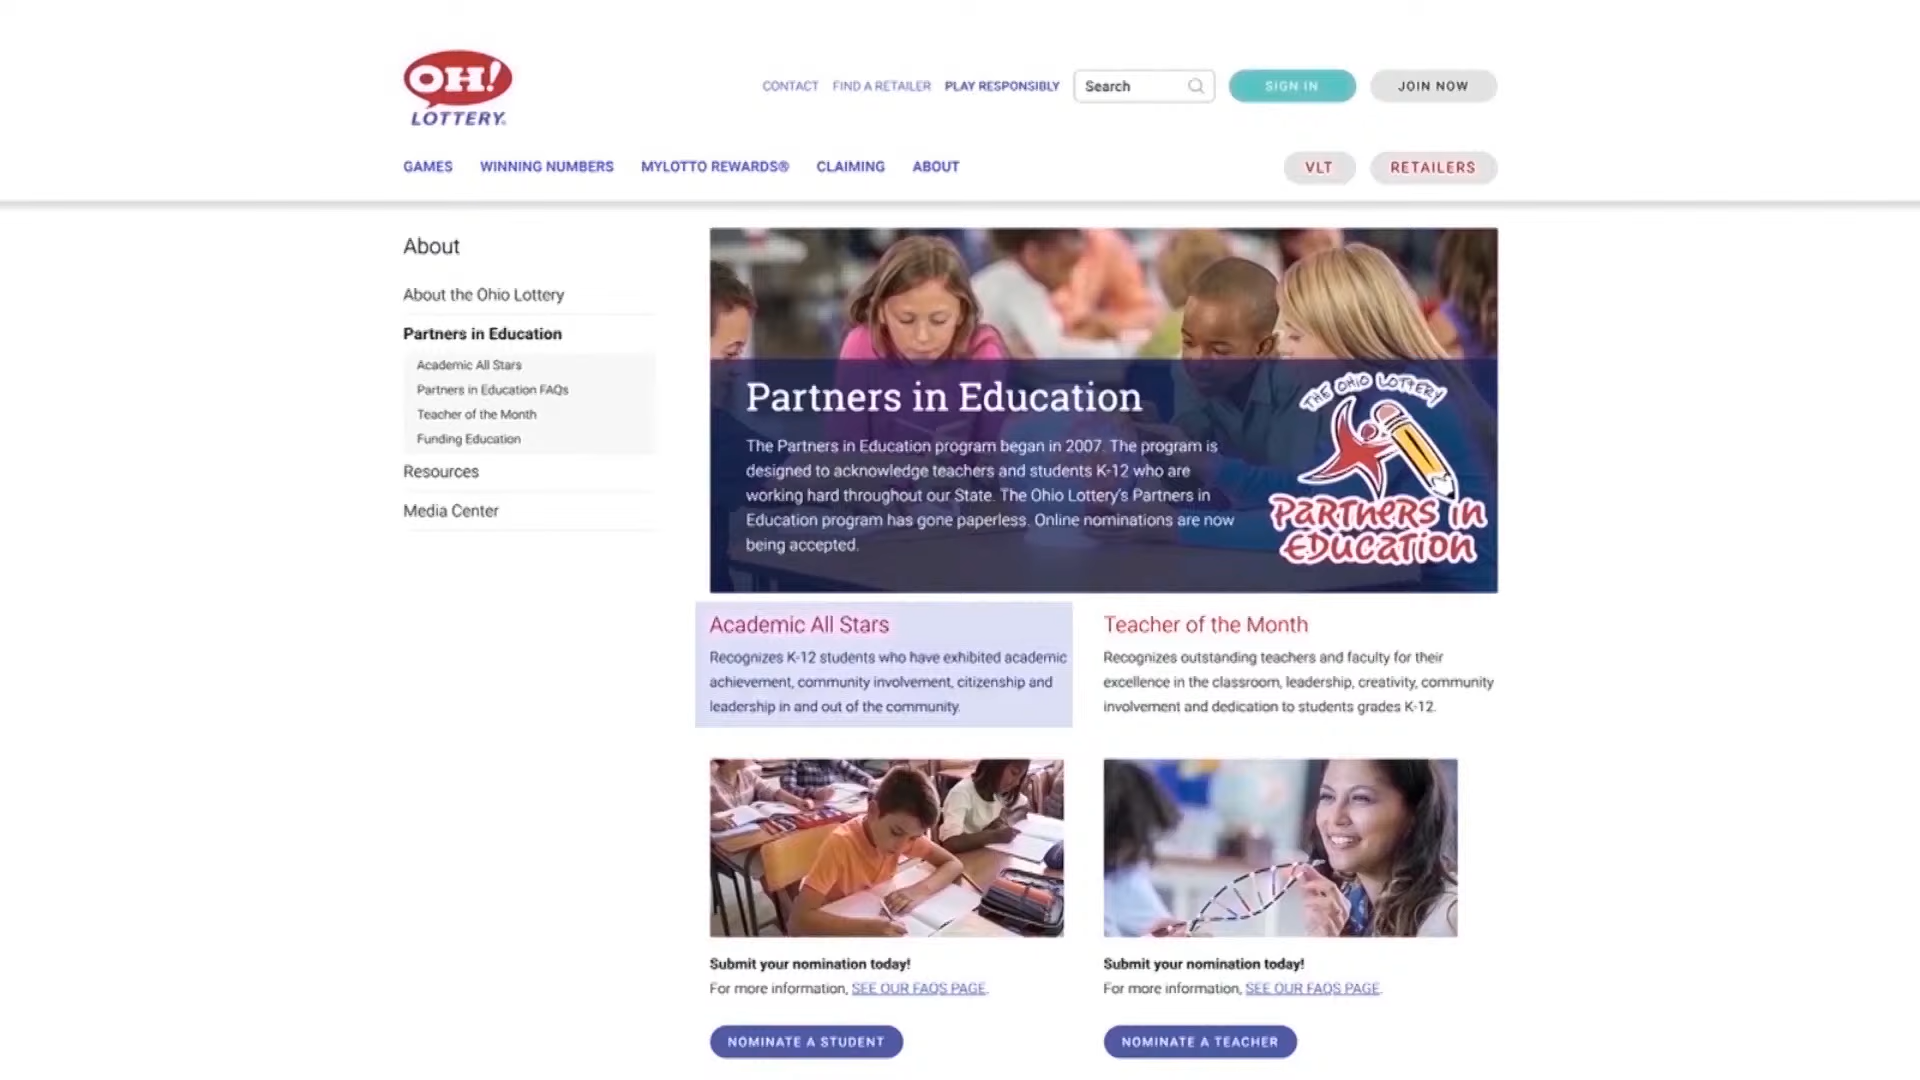 OH!
LOTTERY.
CONTACT FIND A RETAILER PLAY RESPONSIBLY Search SIGN IN JOIN NOW
GAMES WINNING NUMBERS MYLOTTO REWARDS® CLAIMING ABOUT VLT RETAILERS
About
About the Ohio Lottery
Partners in Education
Academic All Stars
Partners in Education FAQs
Teacher of the Month
Funding Education
Resources
Media Center
Partners in Education
The Partners in Education program began in 2007. The program is
designed to acknowledge teachers and students K-12 who are
working hard throughout our State. The Ohio Lottery's Partners in
Education program has gone paperless. Online nominations are now
being accepted.
THE OHIO LOTTERY
PARTNERS IN
EDUCATION
Academic All Stars
Recognizes K-12 students who have exhibited academic
achievement, community involvement, citizenship and
leadership in and out of the community.
Teacher of the Month
Recognizes outstanding teachers and faculty for their
excellence in the classroom, leadership, creativity, community
involvement and dedication to students grades K-12.
Submit your nomination today!
For more information, SEE OUR FAQS PAGE.
NOMINATE A STUDENT
Submit your nomination today!
For more information, SEE OUR FAQS PAGE.
NOMINATE A TEACHER